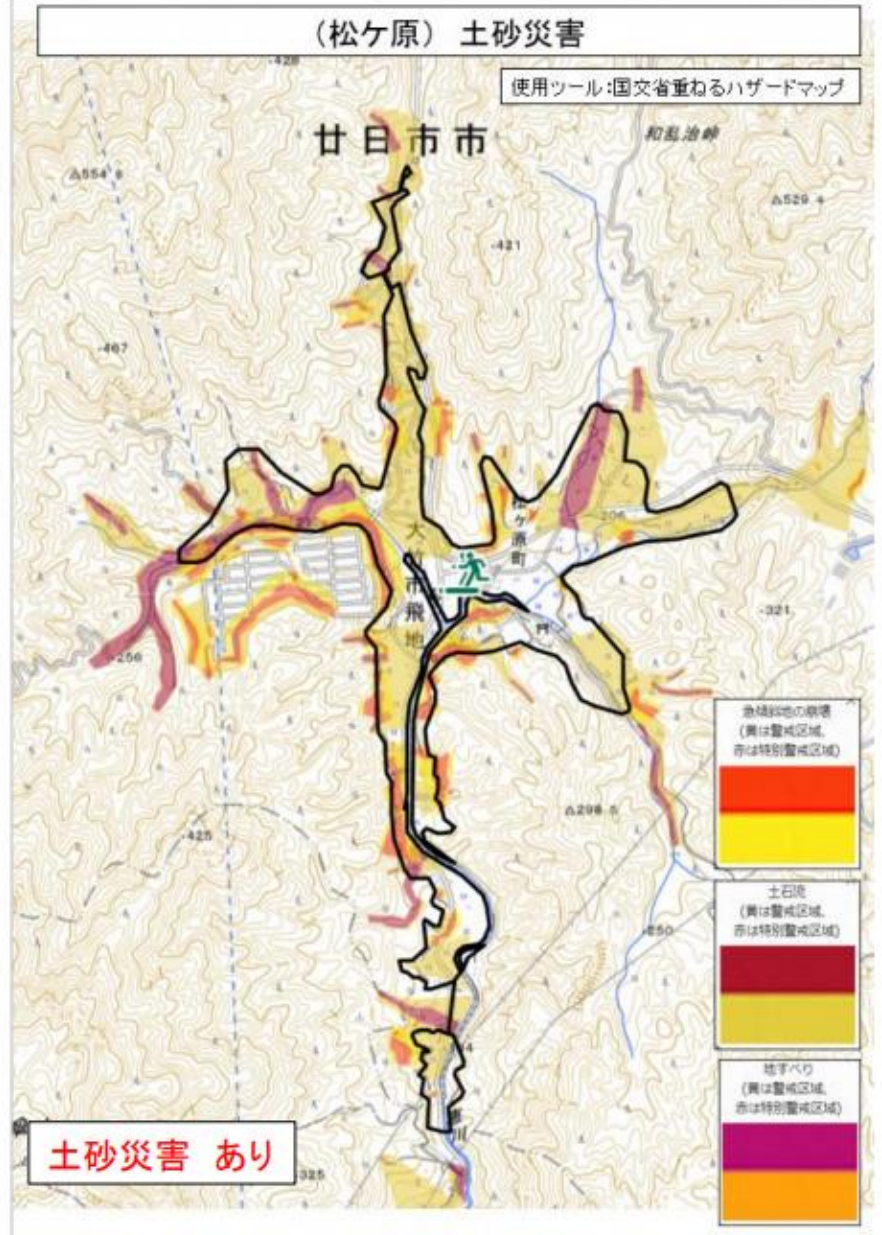 (松ケ原) 土砂災害
使用ツール:国交省重ねるハザードマップ
・428
廿日市市
和乱治峠
△554 8
△529 4
・421
・467
松ヶ原町
206
大竹市飛地
・321
・256
急傾斜地の崩壊
(黄は警戒区域、
赤は特別警戒区域)
△298 5
・425
土石流
(黄は警戒区域、
赤は特別警戒区域)
・250
地すべり
(黄は警戒区域、
赤は特別警戒区域)
土砂災害 あり
・325